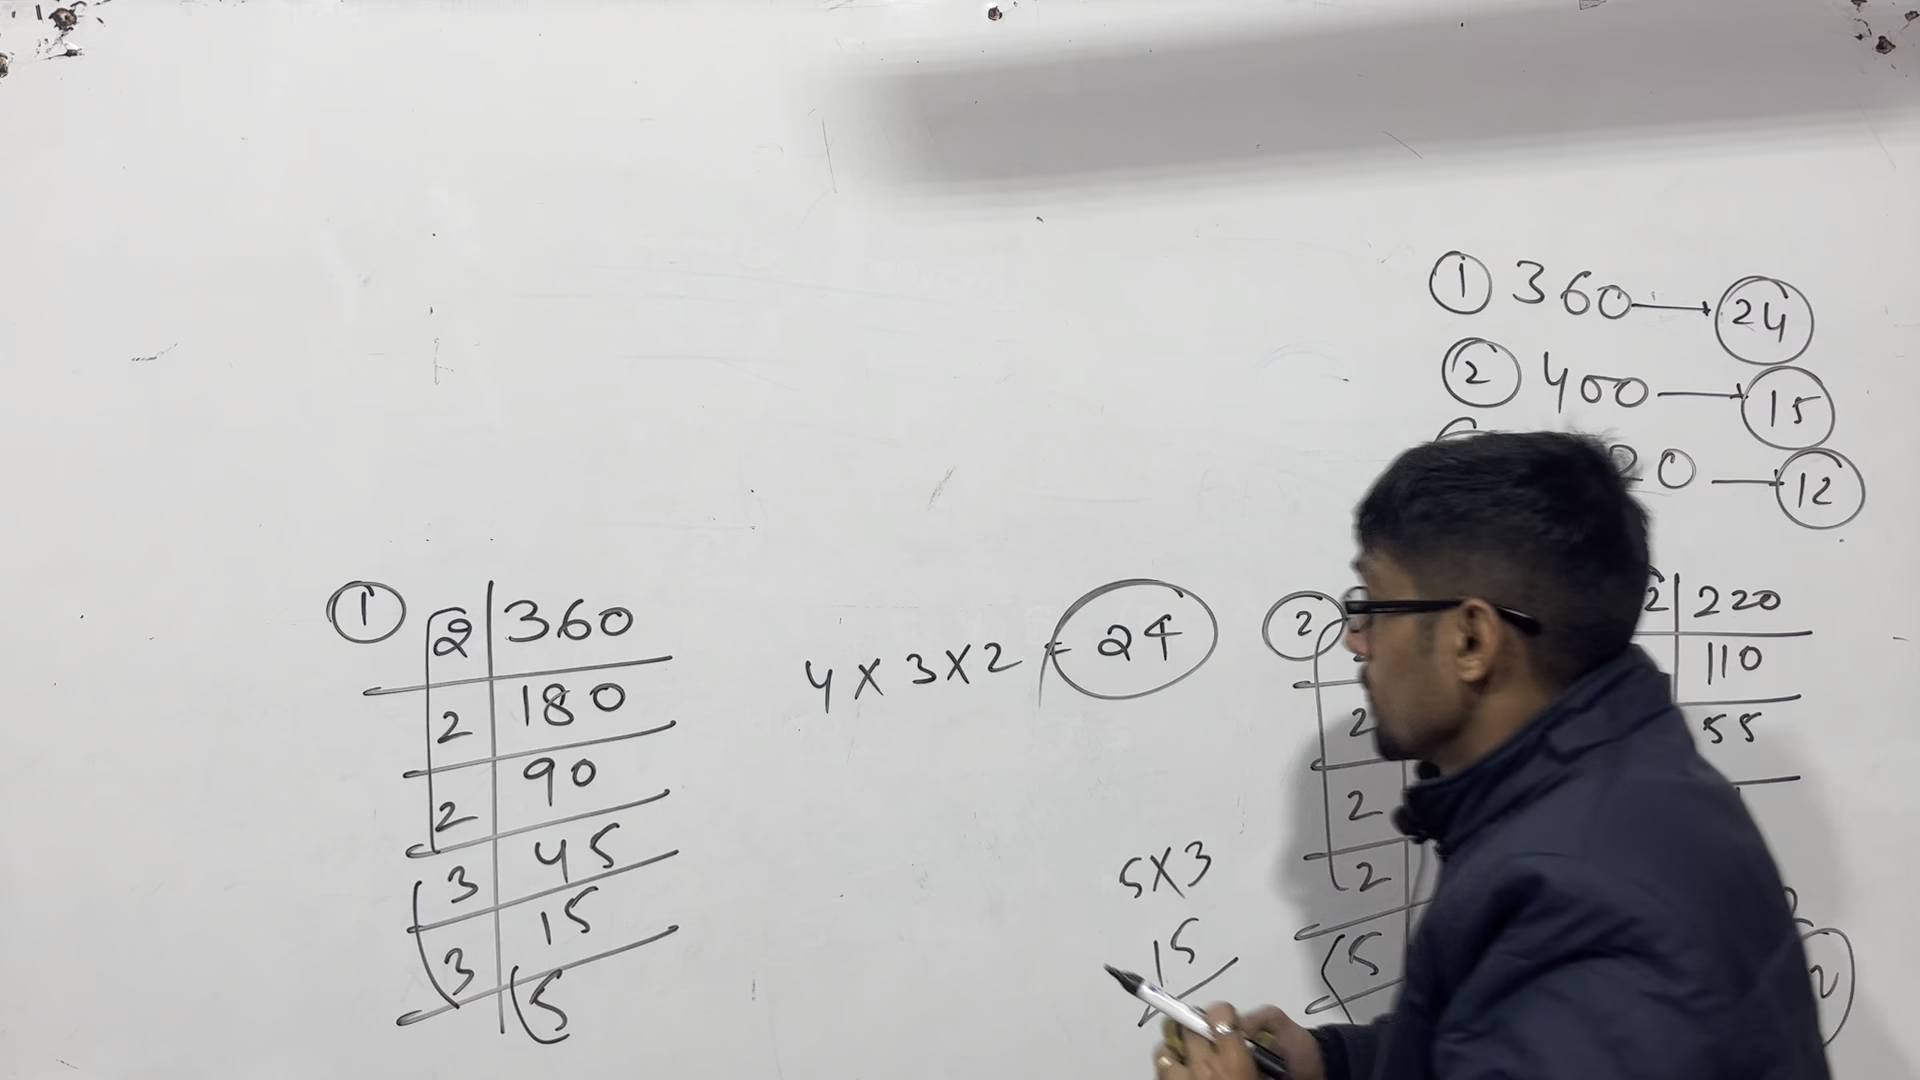 ① 360 → 24
② 400 → 15
20 → 12
① 2 | 360
2 | 180
2 | 90
3 | 45
3 | 15
5
4 X 3 X 2 = 24
5X3
15
②
2
2
2
5
2 | 220
110
55
2